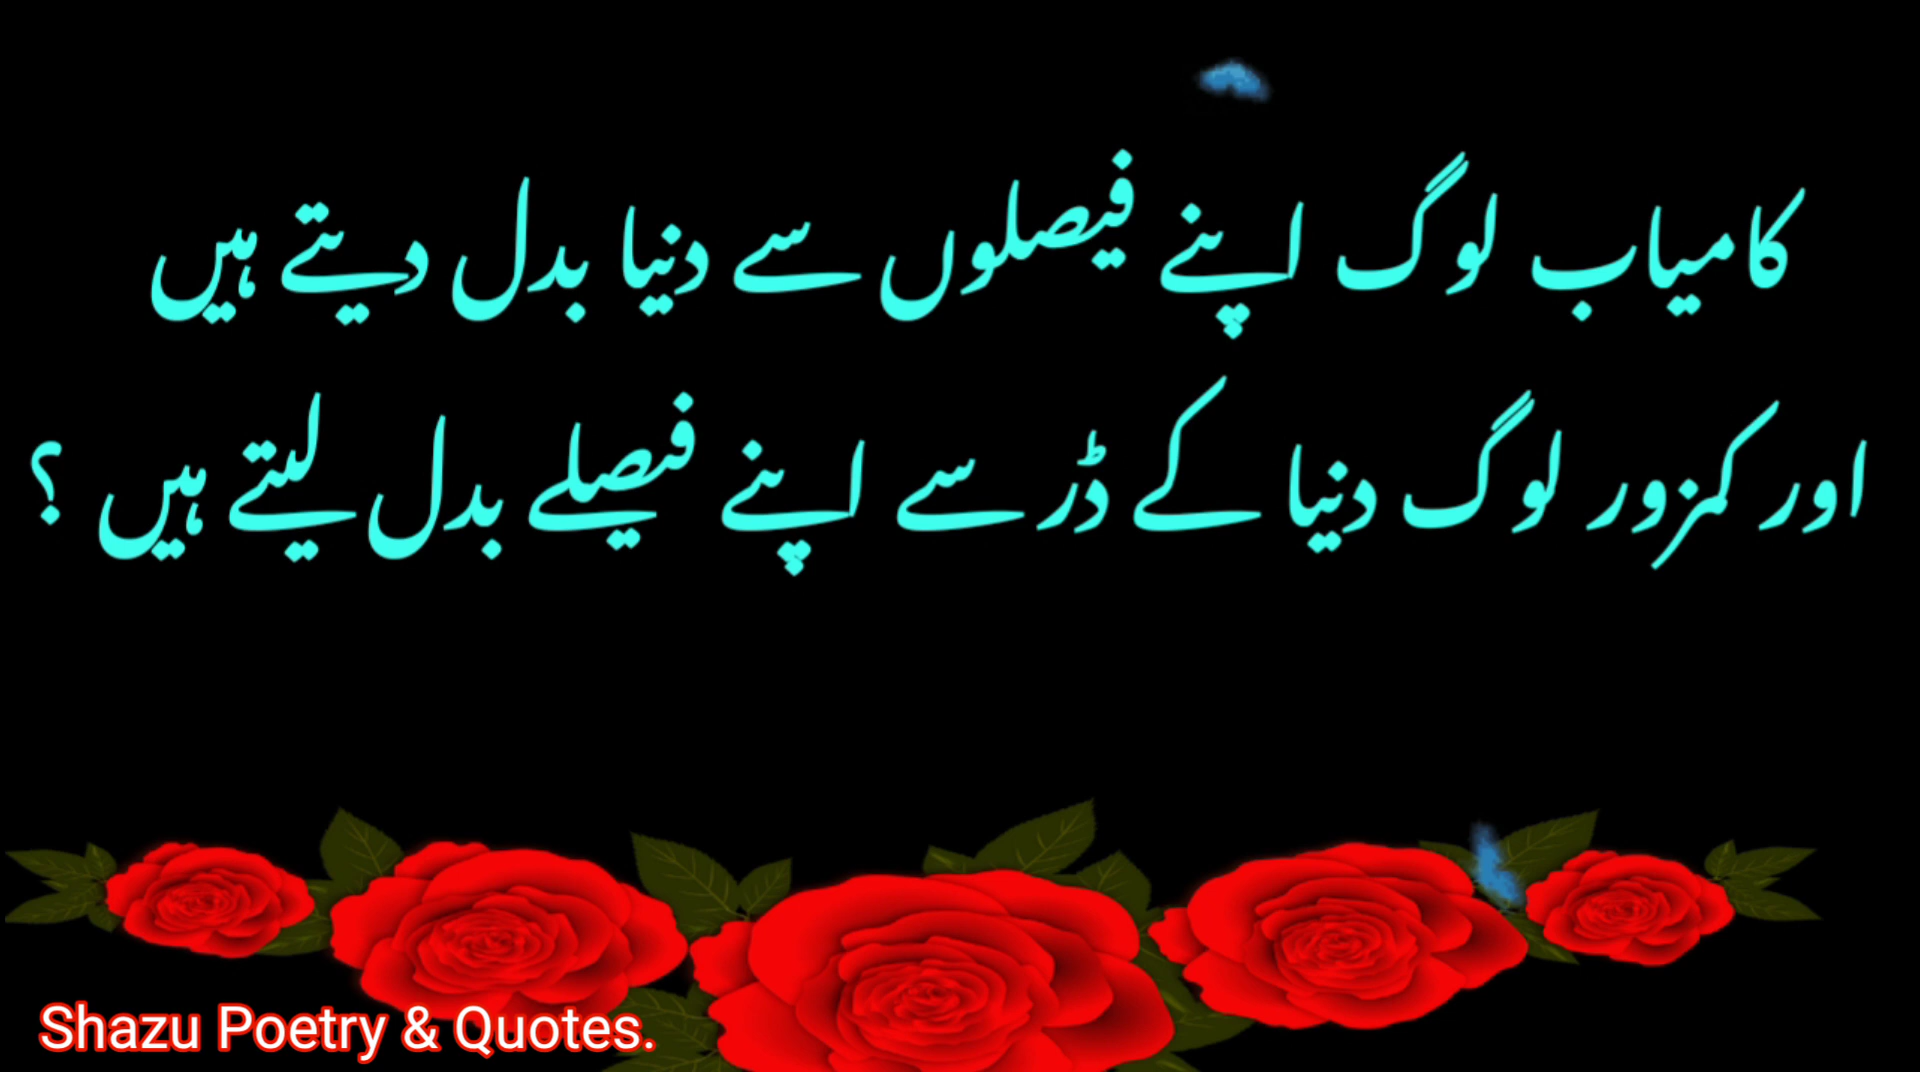 کامیاب لوگ اپنے فیصلوں سے دنیا بدل دیتے ہیں
اور کمزور لوگ دنیا کے ڈر سے اپنے فیصلے بدل لیتے ہیں ؟
Shazu Poetry & Quotes.